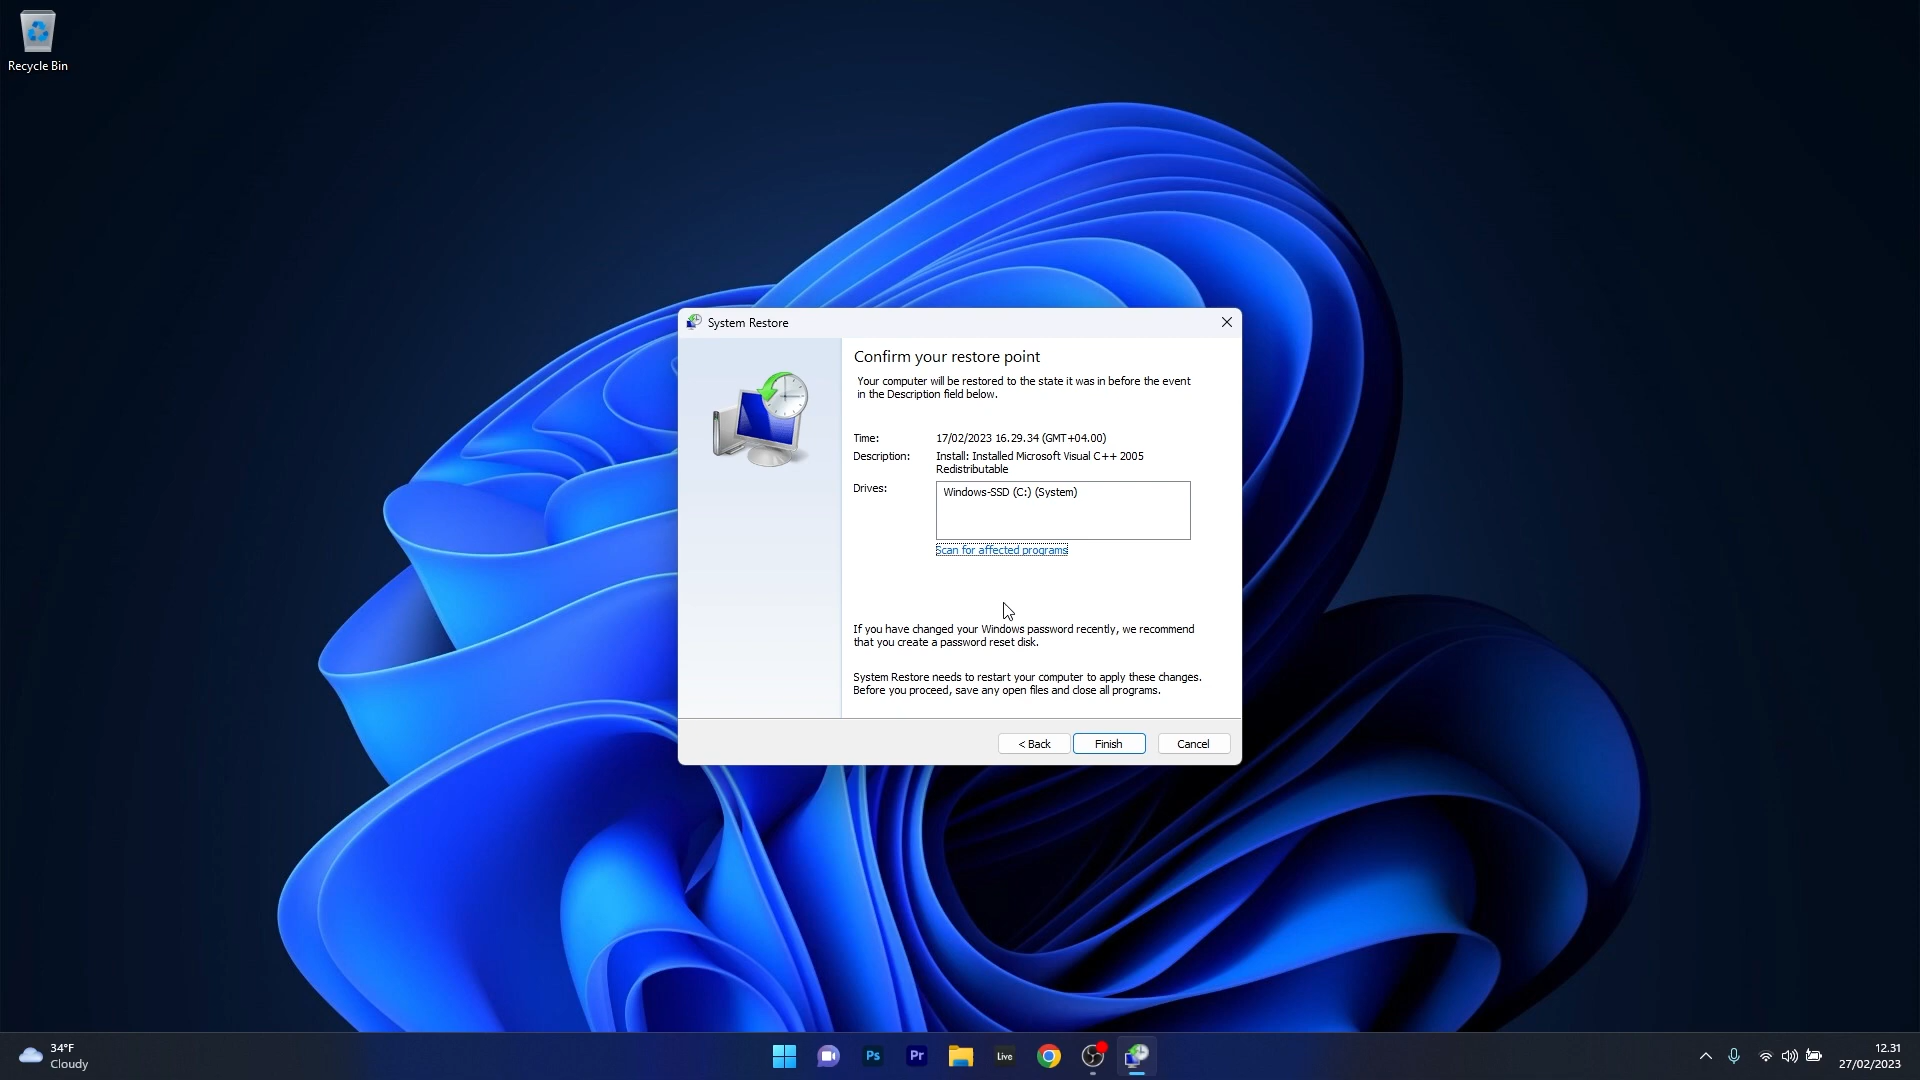 Recycle Bin
System Restore
Confirm your restore point
Your computer will be restored to the state it was in before the event
in the Description field below.
Time: 17/02/2023 16.29.34 (GMT+04.00)
Description: Install: Installed Microsoft Visual C++ 2005
Redistributable
Drives: Windows-SSD (C:) (System)
Scan for affected programs
If you have changed your Windows password recently, we recommend
that you create a password reset disk.
System Restore needs to restart your computer to apply these changes.
Before you proceed, save any open files and close all programs.
< Back Finish Cancel
34°F
Cloudy
Ps Pr Live
12.31
27/02/2023